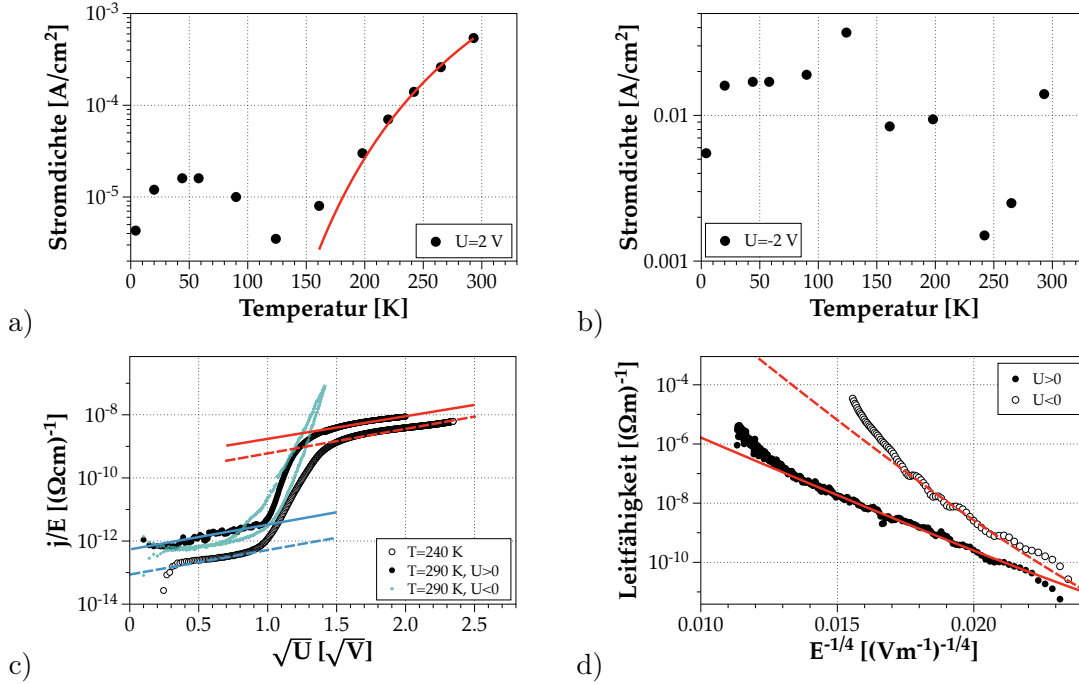 10^-3
10^-4
10^-5
Stromdichte [A/cm²]
0 50 100 150 200 250 300
Temperatur [K]
U=2 V
a)
0.01
0.001
Stromdichte [A/cm²]
0 50 100 150 200 250 300
Temperatur [K]
U=-2 V
b)
10^-8
10^-10
10^-12
10^-14
j/E [(Ωcm)^-1]
0.0 0.5 1.0 1.5 2.0 2.5
√U [√V]
T=240 K
T=290 K, U>0
T=290 K, U<0
c)
10^-4
10^-6
10^-8
10^-10
Leitfähigkeit [(Ωm)^-1]
0.010 0.015 0.020
E^-1/4 [(Vm^-1)^-1/4]
U>0
U<0
d)